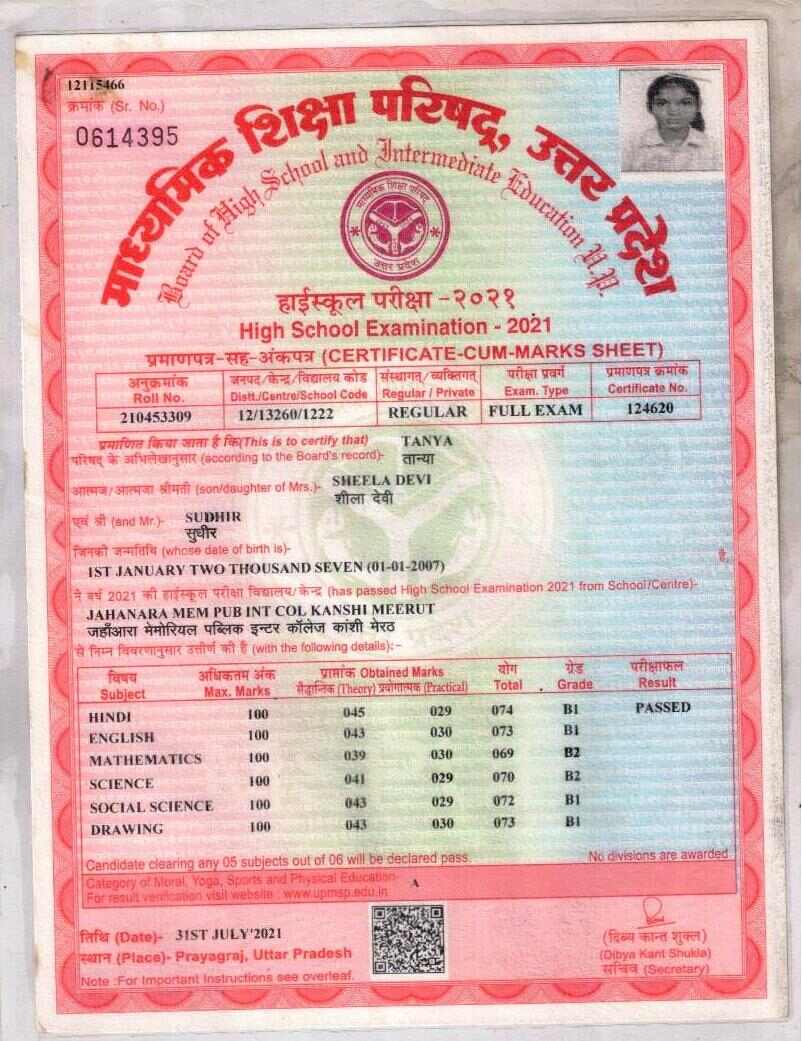 12115466
क्रमांक (Sr. No.)
0614395
माध्यमिक शिक्षा परिषद्, उत्तर प्रदेश
Board of High School and Intermediate Education U.P.
माध्यमिक शिक्षा परिषद
उत्तर प्रदेश
हाईस्कूल परीक्षा -२०२१
High School Examination - 2021
प्रमाणपत्र-सह-अंकपत्र (CERTIFICATE-CUM-MARKS SHEET)
अनुक्रमांक जनपद/केन्द्र/विद्यालय कोड संस्थागत/व्यक्तिगत परीक्षा प्रवर्ग प्रमाणपत्र क्रमांक
Roll No. Distt./Centre/School Code Regular / Private Exam. Type Certificate No.
210453309 12/13260/1222 REGULAR FULL EXAM 124620
प्रमाणित किया जाता है कि(This is to certify that) TANYA
परिषद् के अभिलेखानुसार (according to the Board's record)- तान्या
आत्मज/आत्मजा श्रीमती (son/daughter of Mrs.)- SHEELA DEVI
शीला देवी
एवं श्री (and Mr.)- SUDHIR
सुधीर
जिनकी जन्मतिथि (whose date of birth is)-
1ST JANUARY TWO THOUSAND SEVEN (01-01-2007) है,
ने वर्ष 2021 की हाईस्कूल परीक्षा विद्यालय/केन्द्र (has passed High School Examination 2021 from School/Centre)-
JAHANARA MEM PUB INT COL KANSHI MEERUT
जहाँआरा मेमोरियल पब्लिक इन्टर कॉलेज कांशी मेरठ
से निम्न विवरणानुसार उत्तीर्ण की है (with the following details):-
विषय अधिकतम अंक प्राप्तांक Obtained Marks योग ग्रेड परीक्षाफल
Subject Max. Marks सैद्धान्तिक (Theory) प्रयोगात्मक (Practical) Total Grade Result
HINDI 100 045 029 074 B1 PASSED
ENGLISH 100 043 030 073 B1
MATHEMATICS 100 039 030 069 B2
SCIENCE 100 041 029 070 B2
SOCIAL SCIENCE 100 043 029 072 B1
DRAWING 100 043 030 073 B1
Candidate clearing any 05 subjects out of 06 will be declared pass. No divisions are awarded
Category of Moral, Yoga, Sports and Physical Education- A
For result verification visit website : www.upmsp.edu.in
तिथि (Date)- 31ST JULY'2021
स्थान (Place)- Prayagraj, Uttar Pradesh
Note :For Important Instructions see overleaf.
(दिब्य कान्त शुक्ल)
(Dibya Kant Shukla)
सचिव (Secretary)